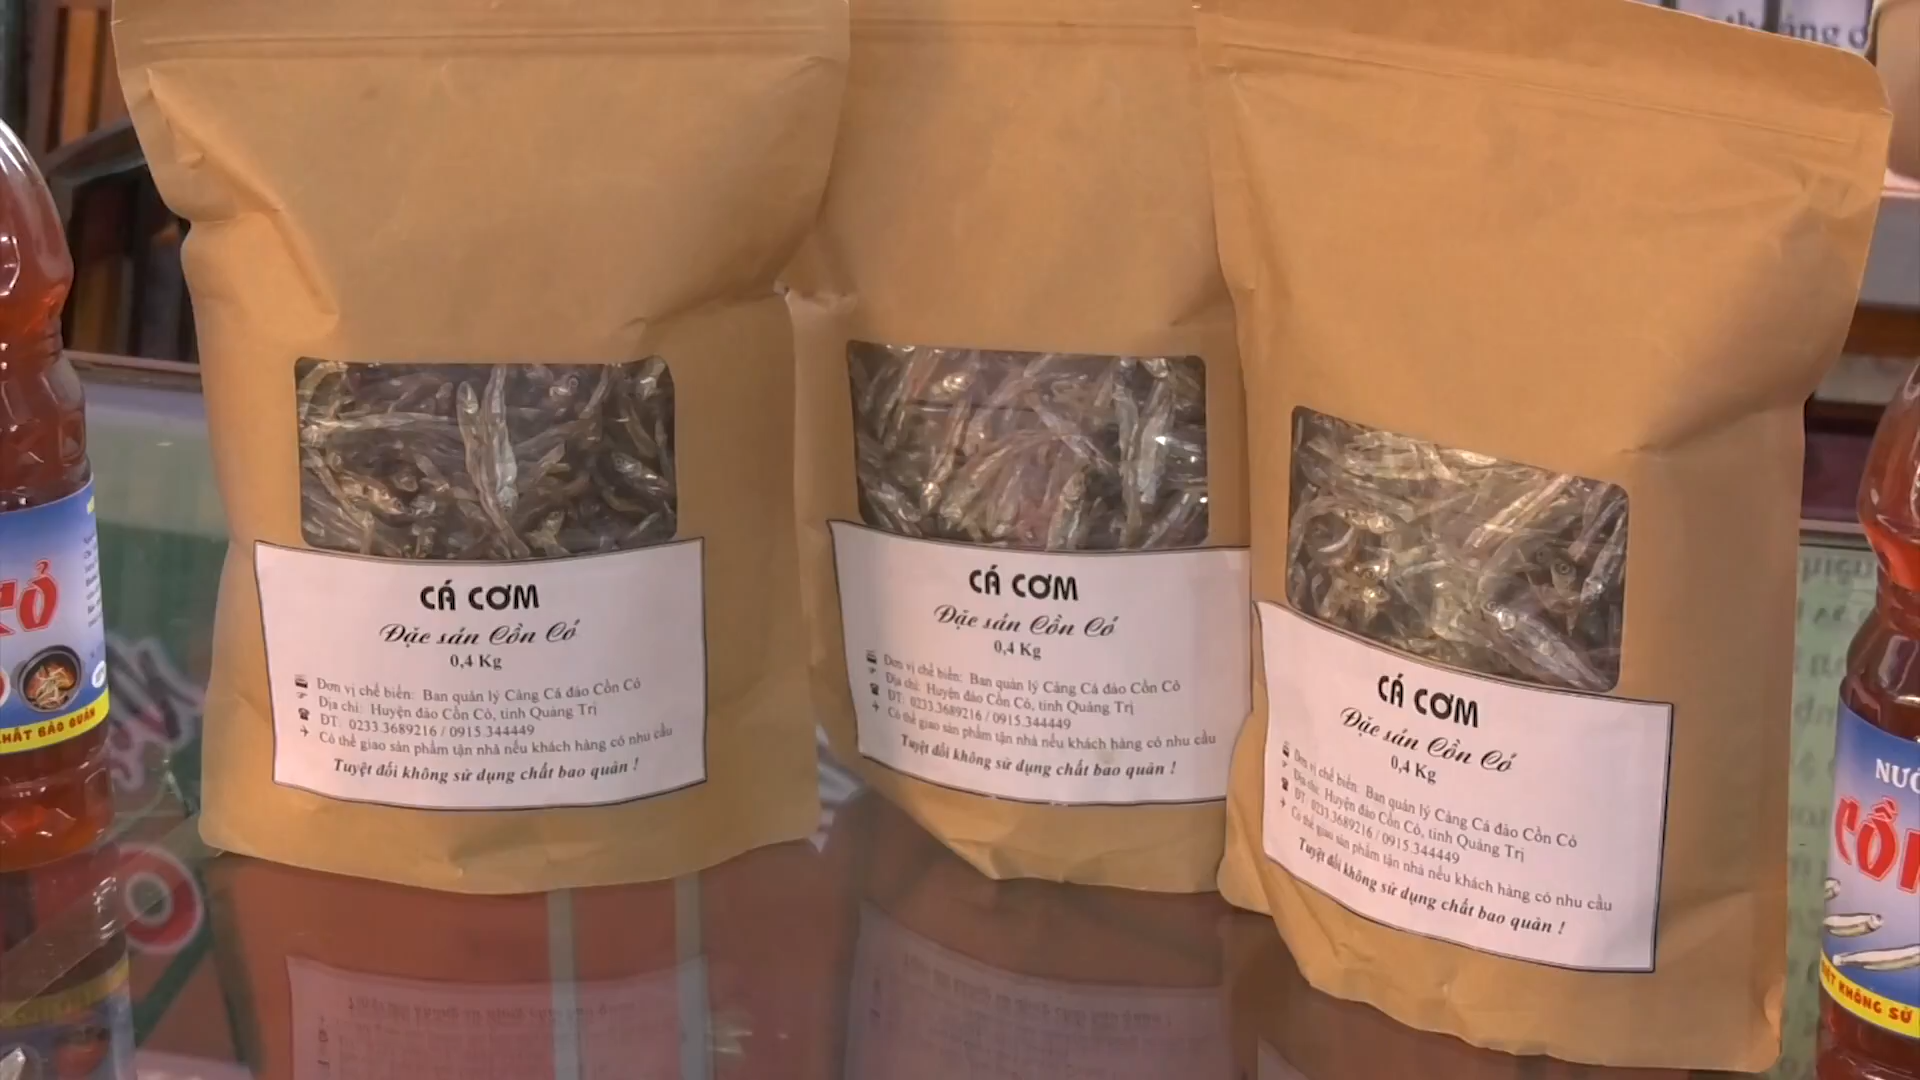 CÁ CƠM
Đặc sản Cồn Cỏ
0,4 Kg
Đơn vị chế biến: Ban quản lý Cảng Cá đảo Cồn Cỏ
Địa chỉ: Huyện đảo Cồn Cỏ, tỉnh Quảng Trị
ĐT: 0233.3689216 / 0915.344449
Có thể giao sản phẩm tận nhà nếu khách hàng có nhu cầu
Tuyệt đối không sử dụng chất bao quản !
CÁ CƠM
Đặc sản Cồn Cỏ
0,4 Kg
Đơn vị chế biến: Ban quản lý Cảng Cá đảo Cồn Cỏ
Địa chỉ: Huyện đảo Cồn Cỏ, tỉnh Quảng Trị
ĐT: 0233.3689216 / 0915.344449
Có thể giao sản phẩm tận nhà nếu khách hàng có nhu cầu
Tuyệt đối không sử dụng chất bao quản !
CÁ CƠM
Đặc sản Cồn Cỏ
0,4 Kg
Đơn vị chế biến: Ban quản lý Cảng Cá đảo Cồn Cỏ
Địa chỉ: Huyện đảo Cồn Cỏ, tỉnh Quảng Trị
ĐT: 0233.3689216 / 0915.344449
Có thể giao sản phẩm tận nhà nếu khách hàng có nhu cầu
Tuyệt đối không sử dụng chất bao quản !
CỎ
CHẤT BẢO QUẢN
KHÔNG SỬ